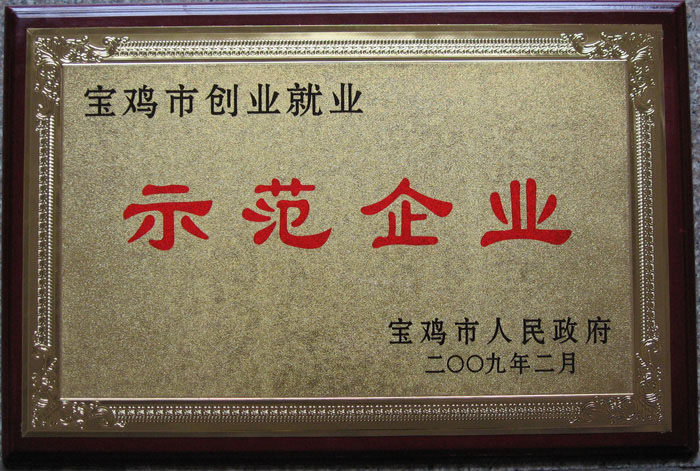 宝鸡市创业就业
示范企业
宝鸡市人民政府
二〇〇九年二月